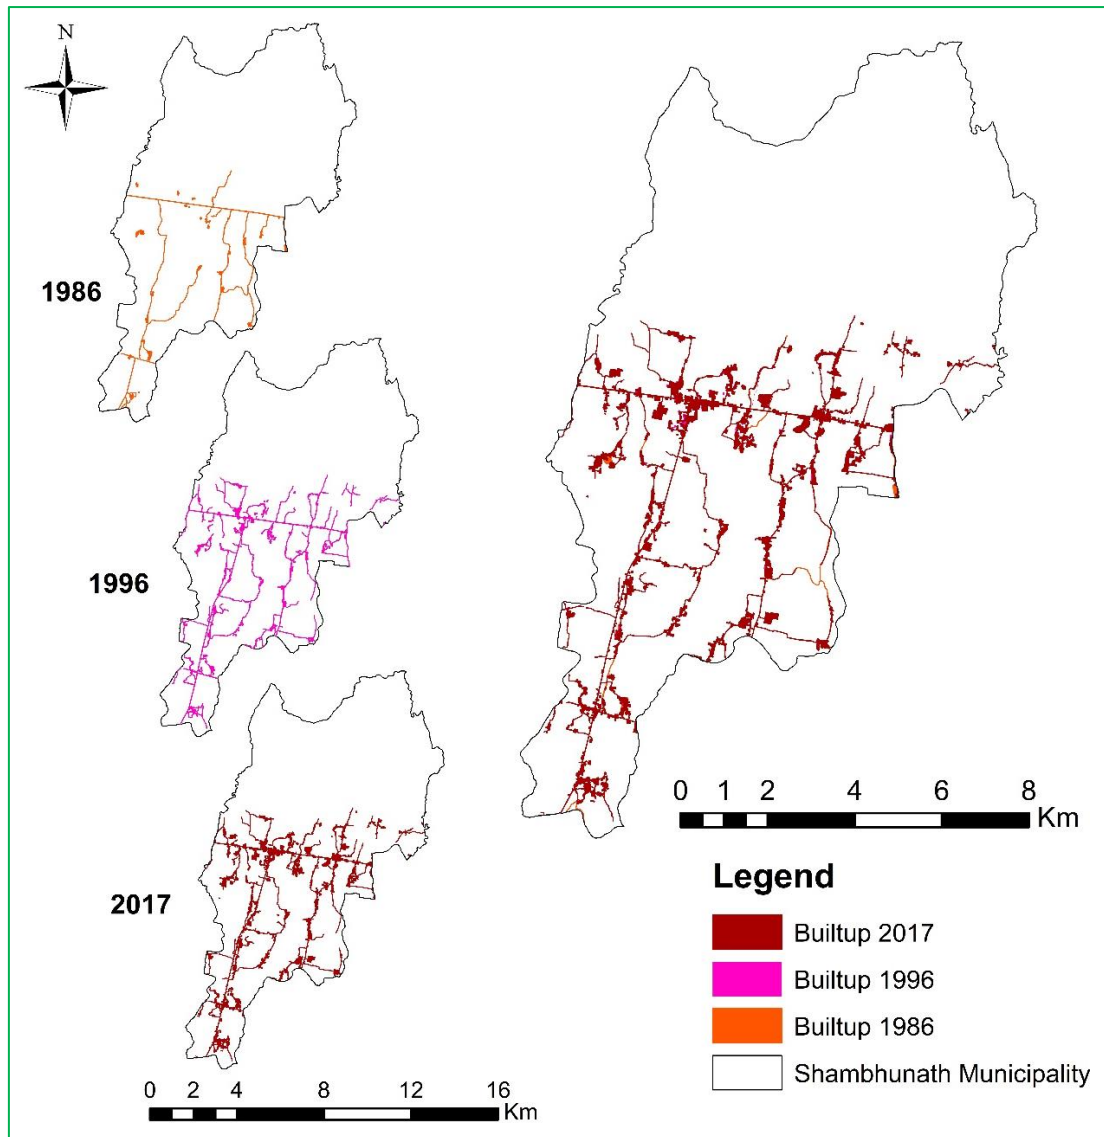 N
1986
1996
2017
0 2 4 8 12 16
Km
0 1 2 4 6 8
Km
Legend
Builtup 2017
Builtup 1996
Builtup 1986
Shambhunath Municipality